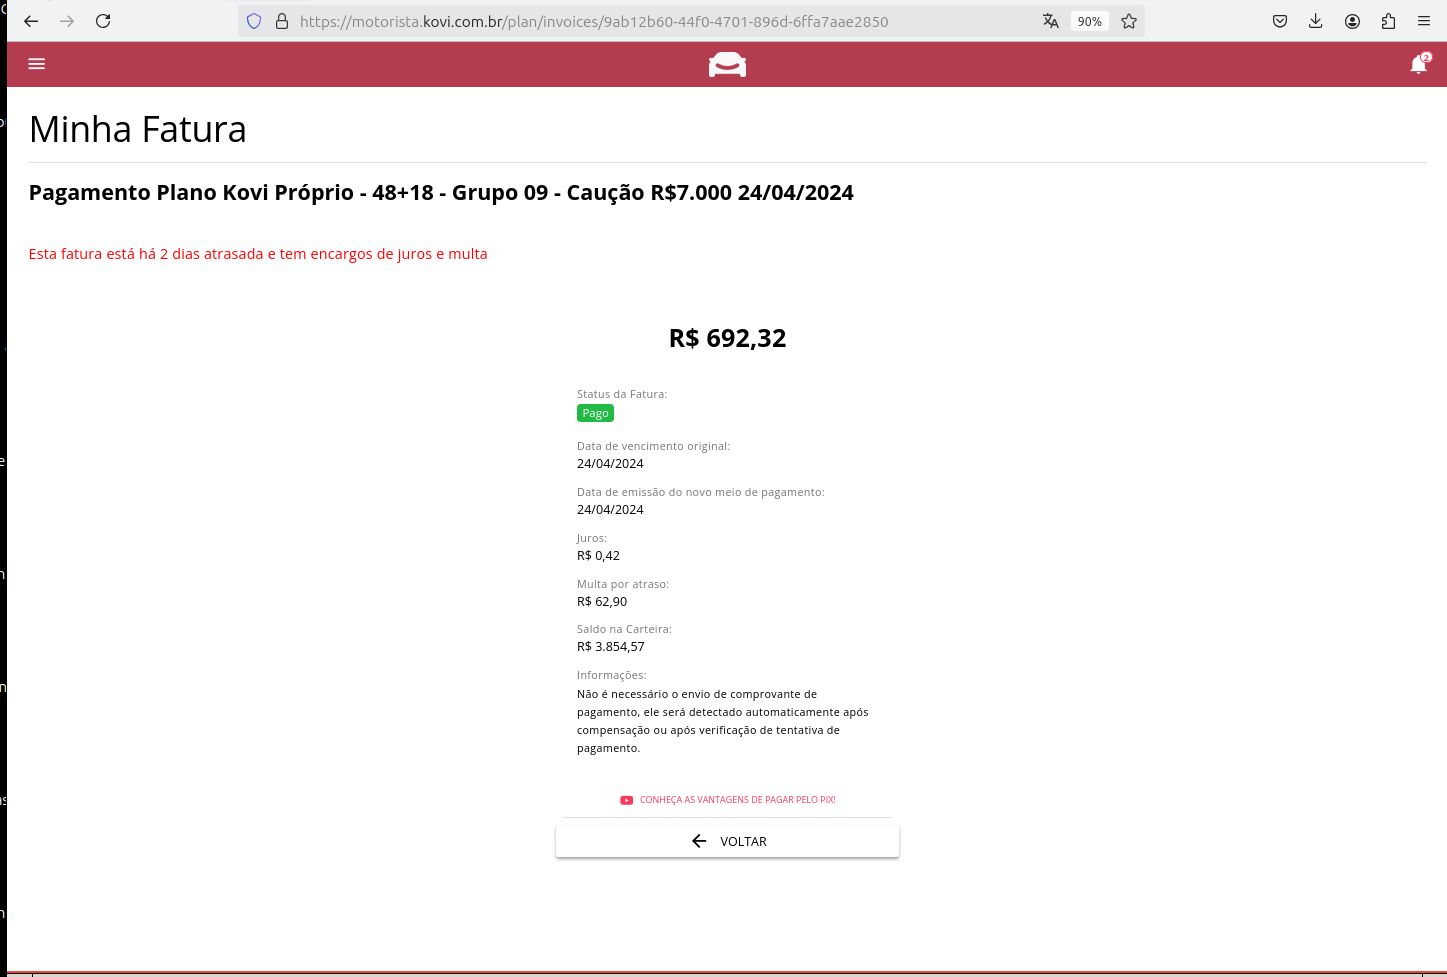 https://motorista.kovi.com.br/plan/invoices/9ab12b60-44f0-4701-896d-6ffa7aae2850
90%
2
Minha Fatura
Pagamento Plano Kovi Próprio - 48+18 - Grupo 09 - Caução R$7.000 24/04/2024
Esta fatura está há 2 dias atrasada e tem encargos de juros e multa
R$ 692,32
Status da Fatura:
Pago
Data de vencimento original:
24/04/2024
Data de emissão do novo meio de pagamento:
24/04/2024
Juros:
R$ 0,42
Multa por atraso:
R$ 62,90
Saldo na Carteira:
R$ 3.854,57
Informações:
Não é necessário o envio de comprovante de
pagamento, ele será detectado automaticamente após
compensação ou após verificação de tentativa de
pagamento.
CONHEÇA AS VANTAGENS DE PAGAR PELO PIX!
VOLTAR